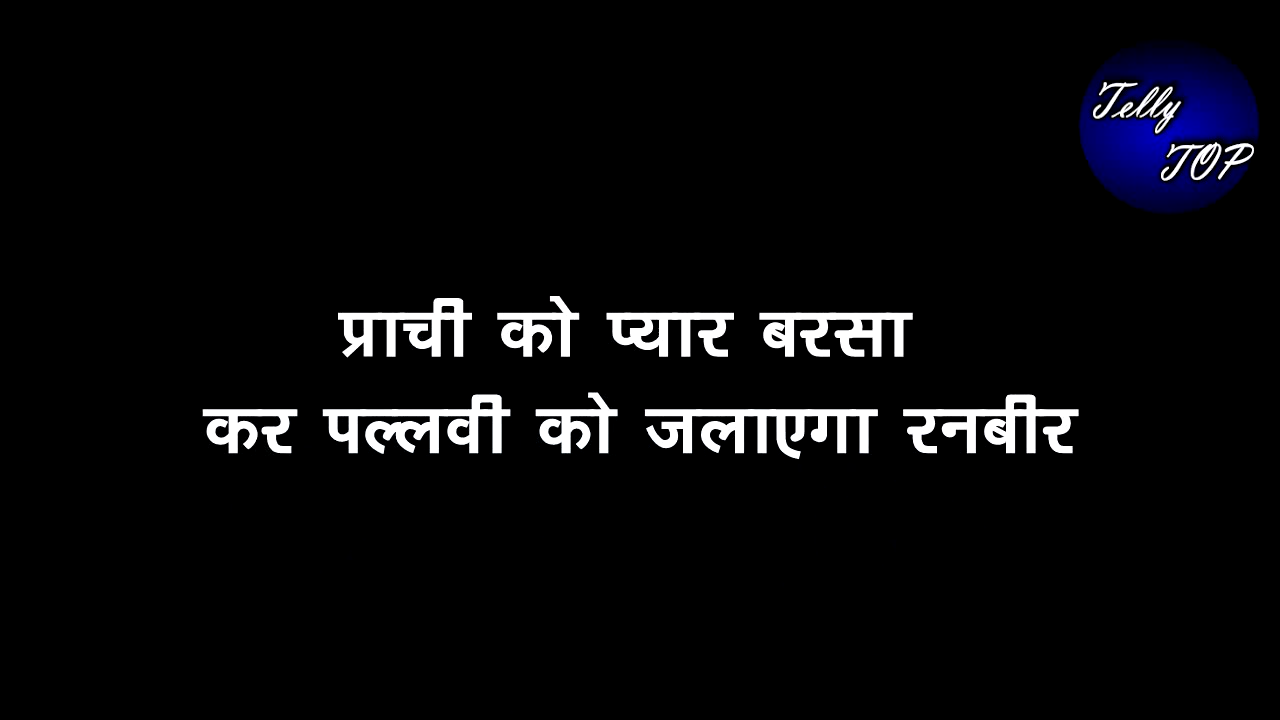 Telly
TOP
प्राची को प्यार बरसा
कर पल्लवी को जलाएगा रनबीर